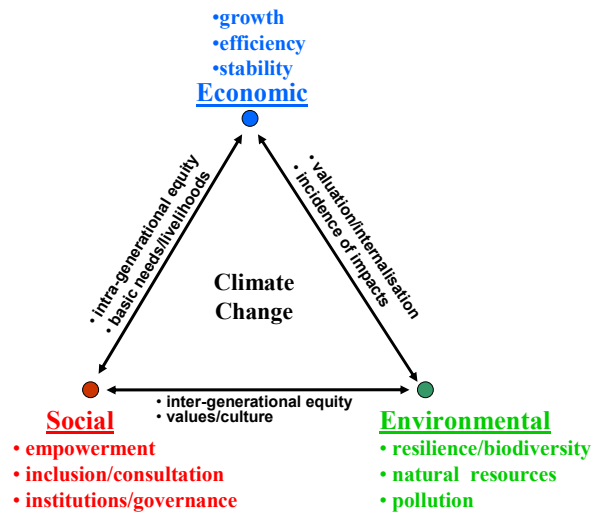 •growth
•efficiency
•stability
Economic
• intra-generational equity
• basic needs/livelihoods
• valuation/internalisation
• incidence of impacts
Climate
Change
• inter-generational equity
• values/culture
Social
• empowerment
• inclusion/consultation
• institutions/governance
Environmental
• resilience/biodiversity
• natural resources
• pollution